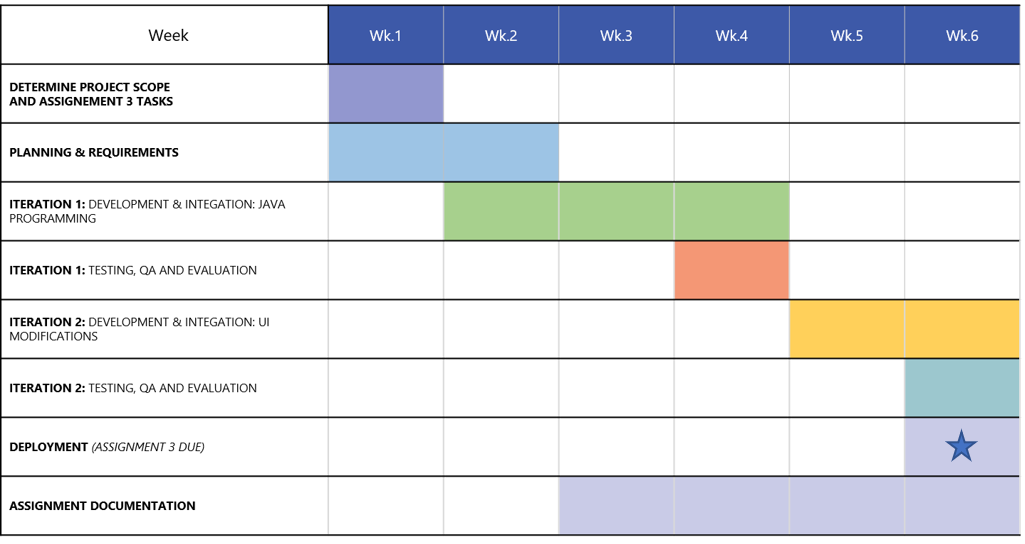 Week Wk.1 Wk.2 Wk.3 Wk.4 Wk.5 Wk.6
DETERMINE PROJECT SCOPE
AND ASSIGNEMENT 3 TASKS
PLANNING & REQUIREMENTS
ITERATION 1: DEVELOPMENT & INTEGATION: JAVA
PROGRAMMING
ITERATION 1: TESTING, QA AND EVALUATION
ITERATION 2: DEVELOPMENT & INTEGATION: UI
MODIFICATIONS
ITERATION 2: TESTING, QA AND EVALUATION
DEPLOYMENT (ASSIGNMENT 3 DUE)
ASSIGNMENT DOCUMENTATION